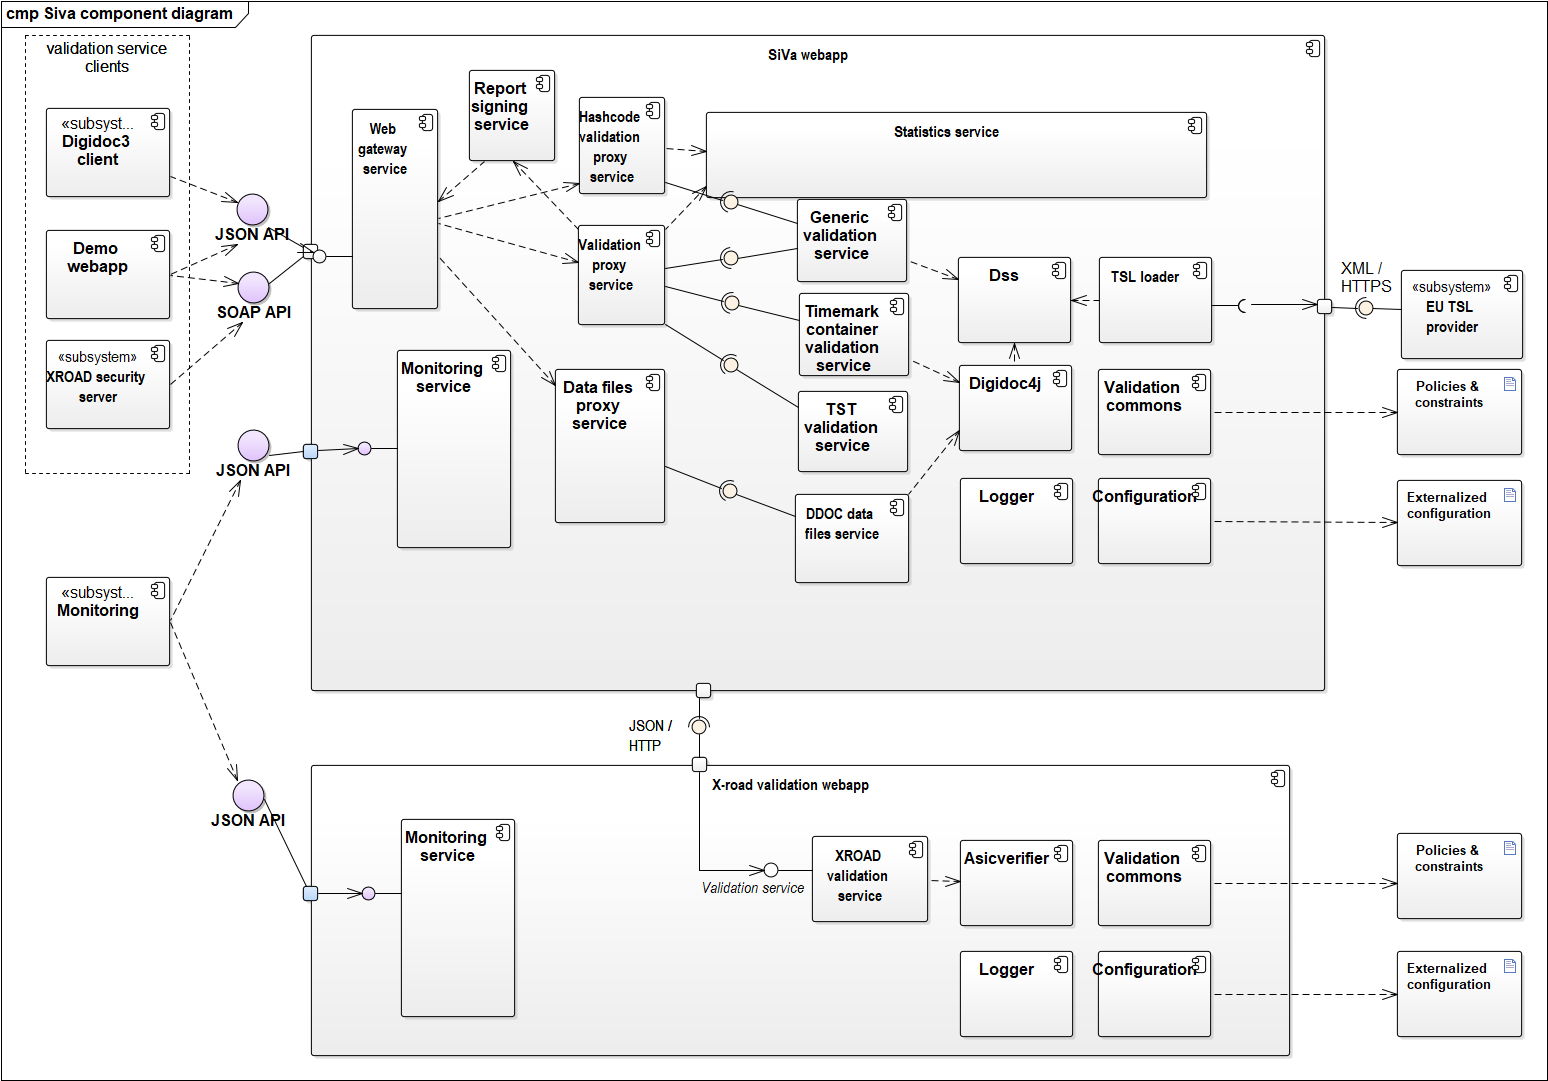 cmp Siva component diagram
validation service
clients
«subsyst...
Digidoc3
client
Demo
webapp
«subsystem»
XROAD security
server
JSON API
SOAP API
JSON API
«subsyst...
Monitoring
JSON API
SiVa webapp
Web
gateway
service
Report
signing
service
Hashcode
validation
proxy
service
Statistics service
Validation
proxy
service
Generic
validation
service
Timemark
container
validation
service
TST
validation
service
Monitoring
service
Data files
proxy
service
DDOC data
files service
Dss
TSL loader
Digidoc4j
Validation
commons
Logger
Configuration
XML /
HTTPS
«subsystem»
EU TSL
provider
Policies &
constraints
Externalized
configuration
JSON /
HTTP
X-road validation webapp
Monitoring
service
Validation service
XROAD
validation
service
Asicverifier
Validation
commons
Logger
Configuration
Policies &
constraints
Externalized
configuration